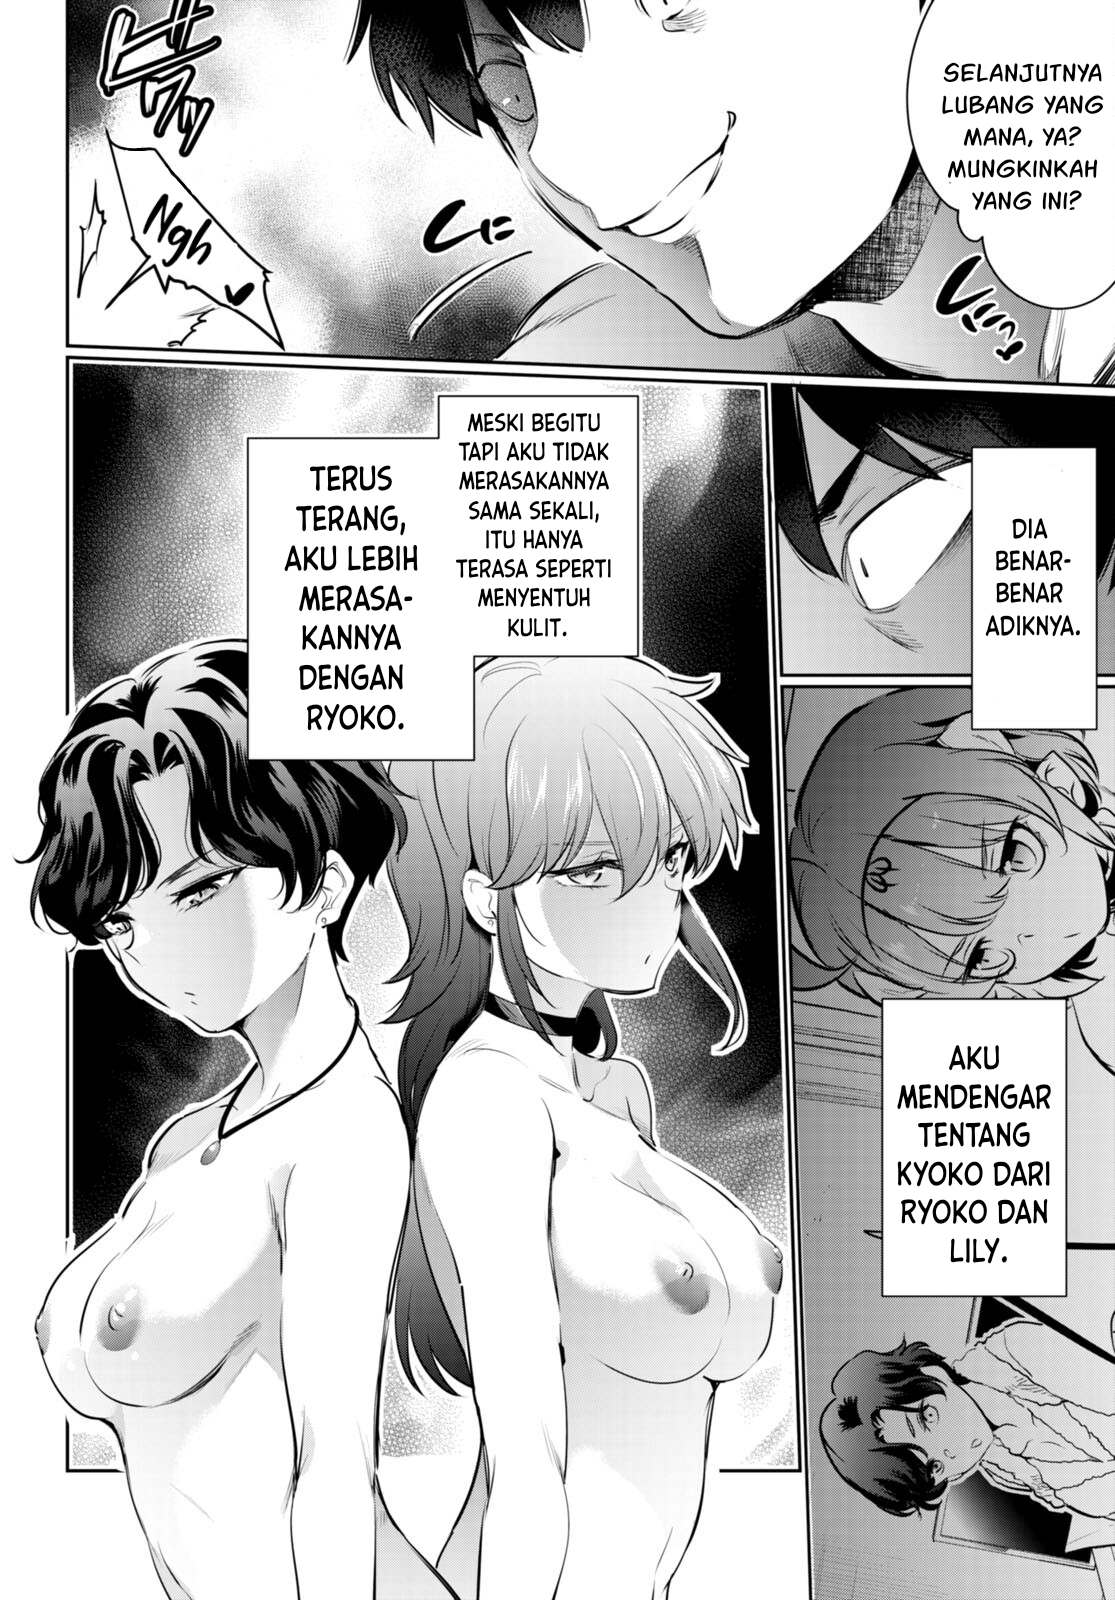 SELANJUTNYA
LUBANG YANG
MANA, YA?
MUNGKINKAH
YANG INI?
Ngh
くに
DIA
BENAR-
BENAR
ADIKNYA.
AKU
MENDENGAR
TENTANG
KYOKO DARI
RYOKO DAN
LILY.
MESKI BEGITU
TAPI AKU TIDAK
MERASAKANNYA
SAMA SEKALI,
ITU HANYA
TERASA SEPERTI
MENYENTUH
KULIT.
TERUS
TERANG,
AKU LEBIH
MERASA-
KANNYA
DENGAN
RYOKO.